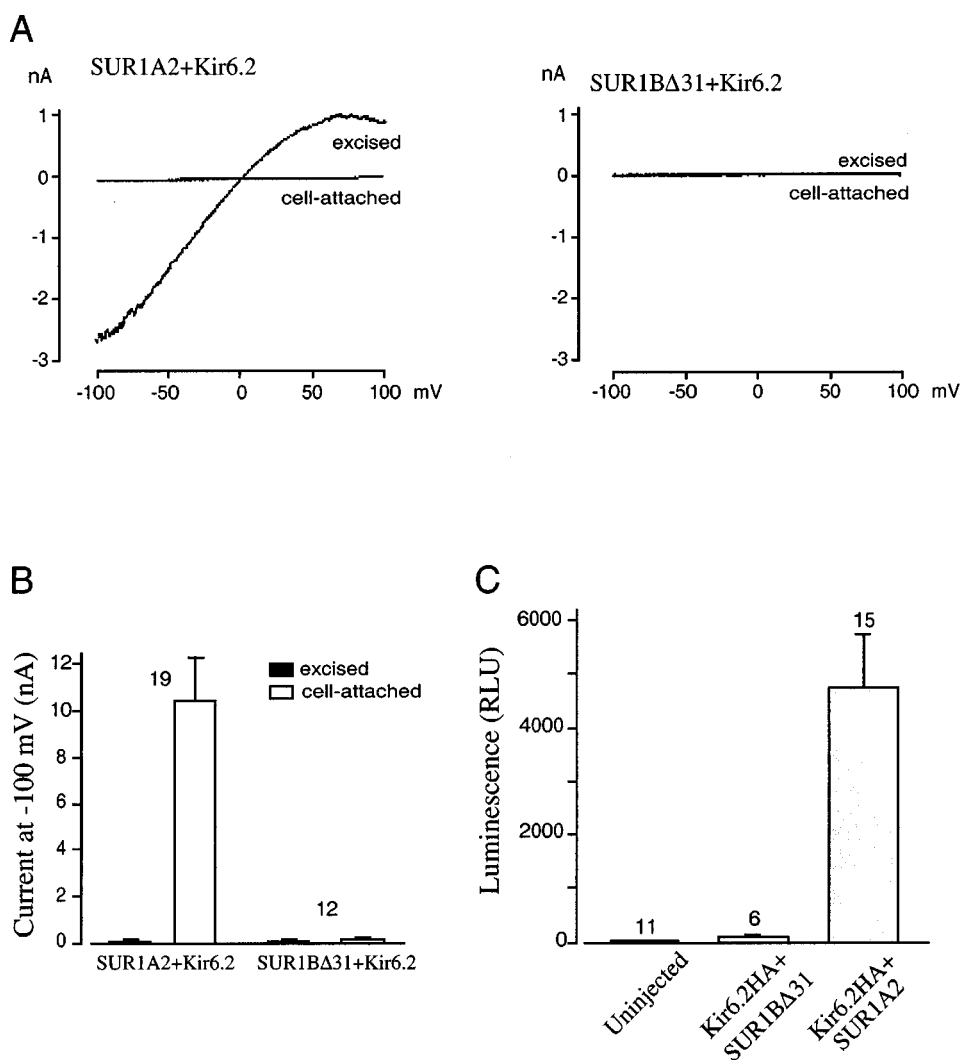 A
SUR1A2+Kir6.2
nA
1
0
-1
-2
-3
excised
cell-attached
-100
-50
0
50
100
mV
SUR1BΔ31+Kir6.2
nA
1
0
-1
-2
-3
excised
cell-attached
-100
-50
0
50
100
mV
B
Current at -100 mV (nA)
12
10
8
6
4
2
0
19
12
excised
cell-attached
SUR1A2+Kir6.2
SUR1BΔ31+Kir6.2
C
Luminescence (RLU)
6000
4000
2000
0
11
6
15
Uninjected
Kir6.2HA+
SUR1BΔ31
Kir6.2HA+
SUR1A2